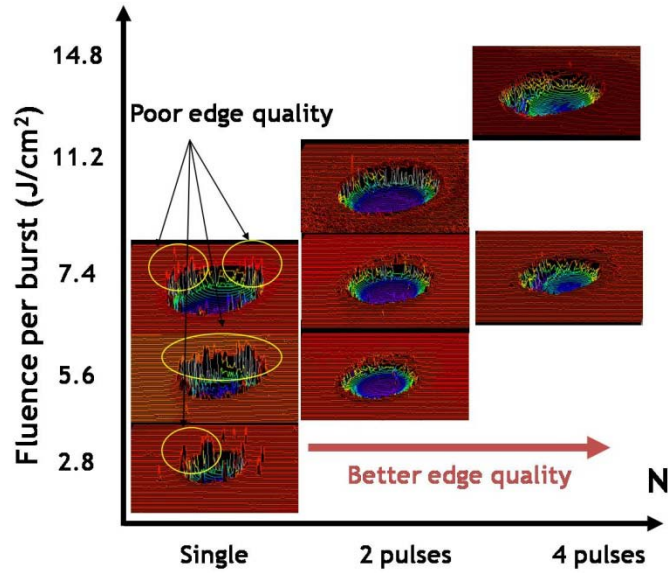 14.8
Poor edge quality
11.2
Fluence per burst (J/cm²)
7.4
5.6
2.8
Better edge quality
N
Single 2 pulses 4 pulses